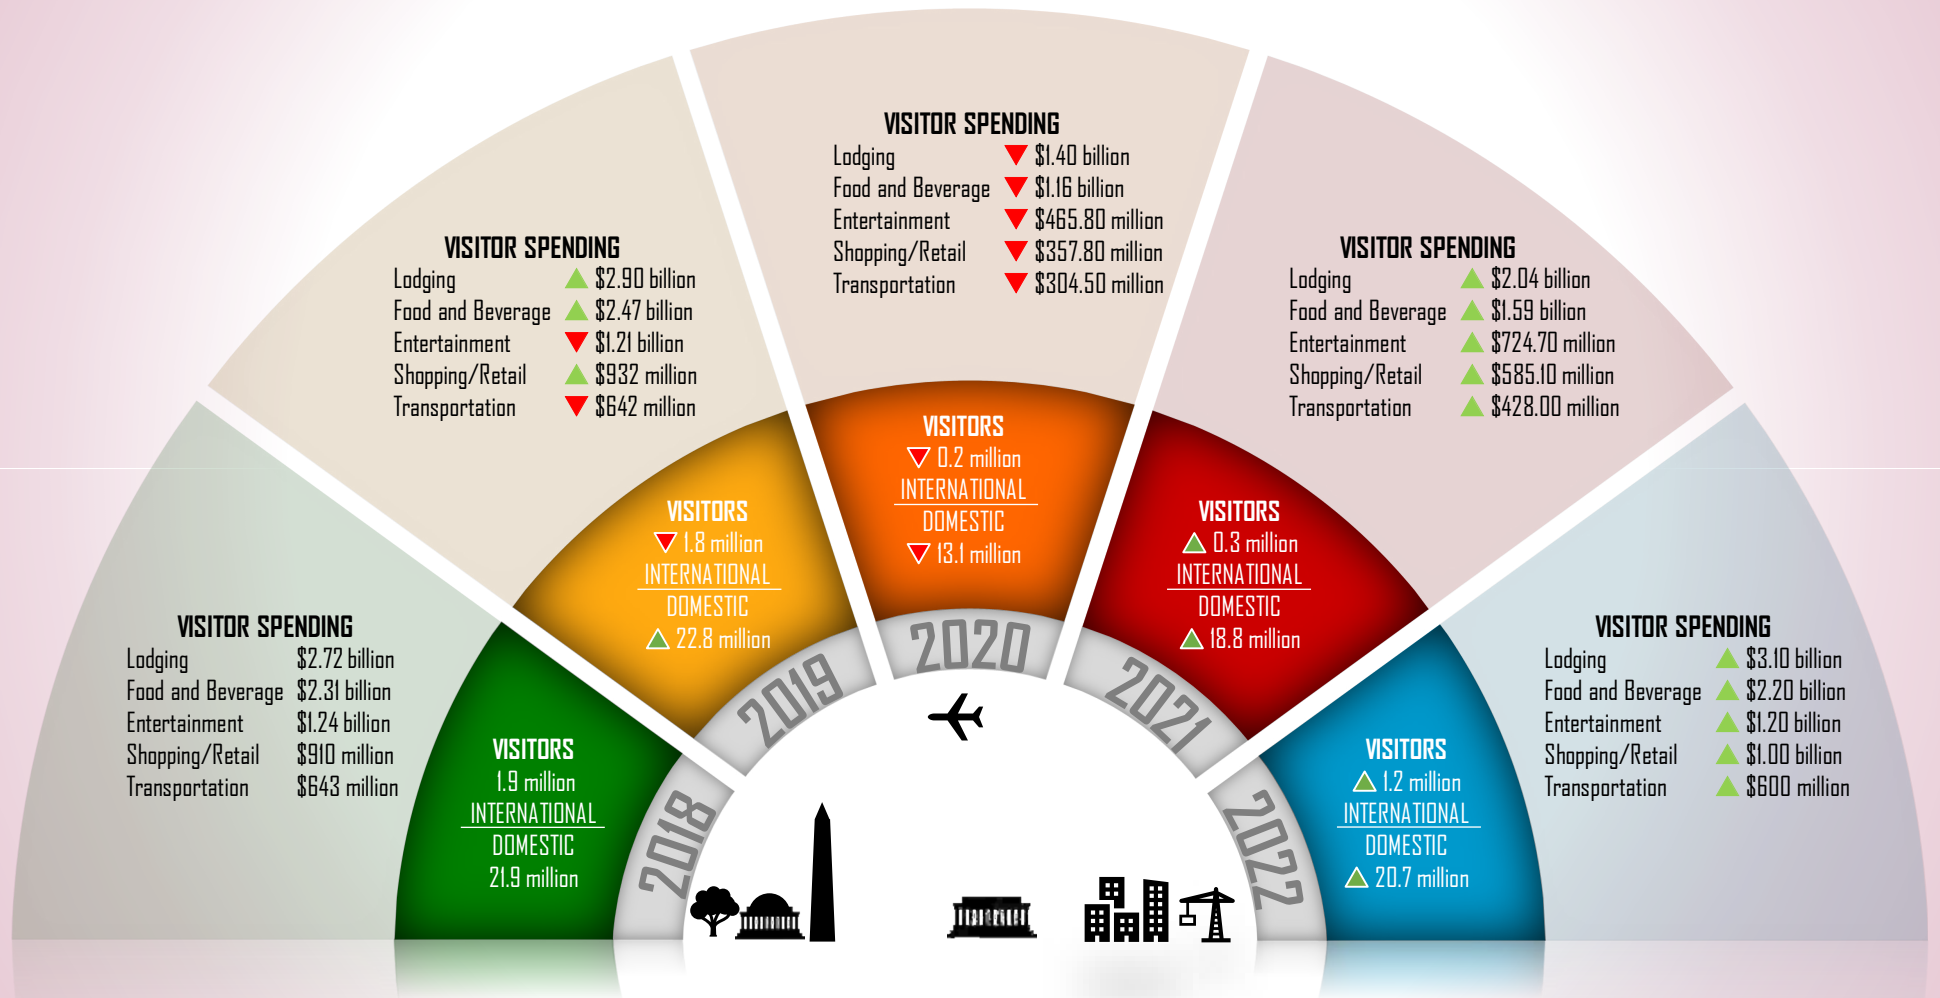 VISITOR SPENDING
Lodging $2.72 billion
Food and Beverage $2.31 billion
Entertainment $1.24 billion
Shopping/Retail $910 million
Transportation $643 million
VISITORS
1.9 million
INTERNATIONAL
DOMESTIC
21.9 million
2018
VISITOR SPENDING
Lodging ▲ $2.90 billion
Food and Beverage ▲ $2.47 billion
Entertainment ▼ $1.21 billion
Shopping/Retail ▲ $932 million
Transportation ▼ $642 million
VISITORS
▼ 1.8 million
INTERNATIONAL
DOMESTIC
▲ 22.8 million
2019
VISITOR SPENDING
Lodging ▼ $1.40 billion
Food and Beverage ▼ $1.16 billion
Entertainment ▼ $465.80 million
Shopping/Retail ▼ $357.80 million
Transportation ▼ $304.50 million
VISITORS
▼ 0.2 million
INTERNATIONAL
DOMESTIC
▼ 13.1 million
2020
VISITOR SPENDING
Lodging ▲ $2.04 billion
Food and Beverage ▲ $1.59 billion
Entertainment ▲ $724.70 million
Shopping/Retail ▲ $585.10 million
Transportation ▲ $428.00 million
VISITORS
▲ 0.3 million
INTERNATIONAL
DOMESTIC
▲ 18.8 million
2021
VISITOR SPENDING
Lodging ▲ $3.10 billion
Food and Beverage ▲ $2.20 billion
Entertainment ▲ $1.20 billion
Shopping/Retail ▲ $1.00 billion
Transportation ▲ $600 million
VISITORS
▲ 1.2 million
INTERNATIONAL
DOMESTIC
▲ 20.7 million
2022